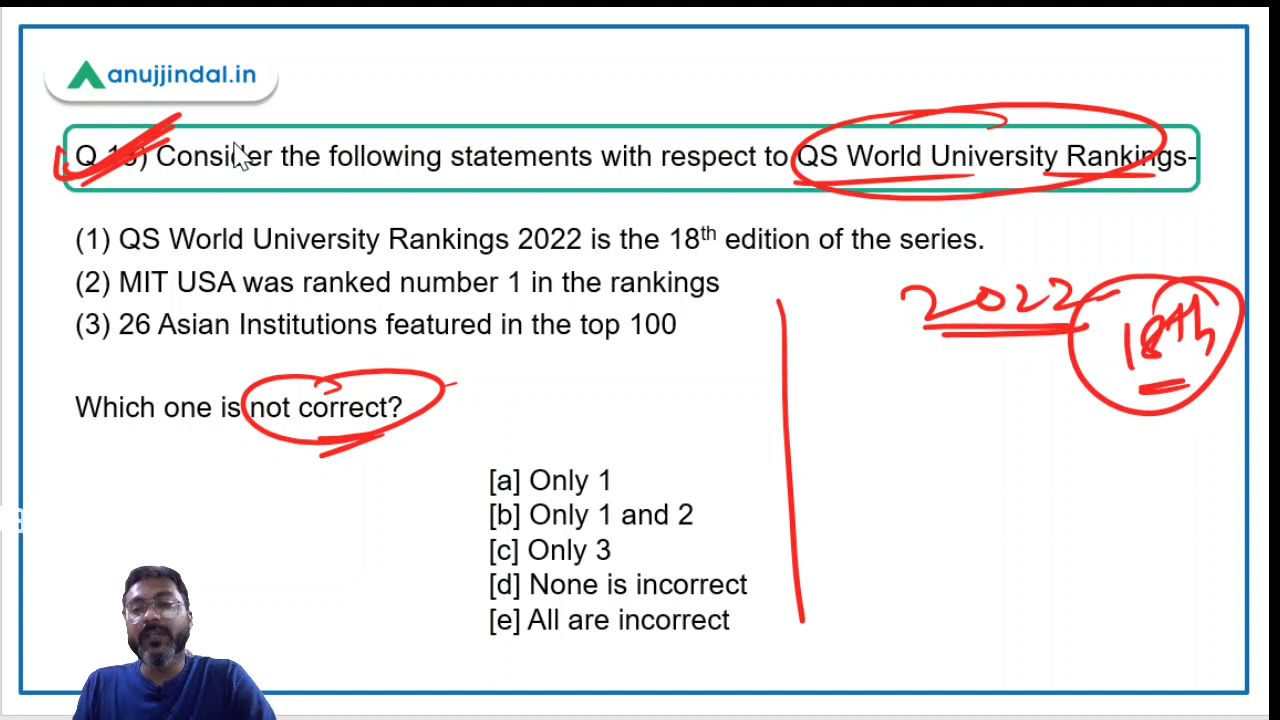 anujjindal.in
Q 13) Consider the following statements with respect to QS World University Rankings-
(1) QS World University Rankings 2022 is the 18th edition of the series.
(2) MIT USA was ranked number 1 in the rankings
(3) 26 Asian Institutions featured in the top 100
2022
18th
Which one is not correct?
[a] Only 1
[b] Only 1 and 2
[c] Only 3
[d] None is incorrect
[e] All are incorrect